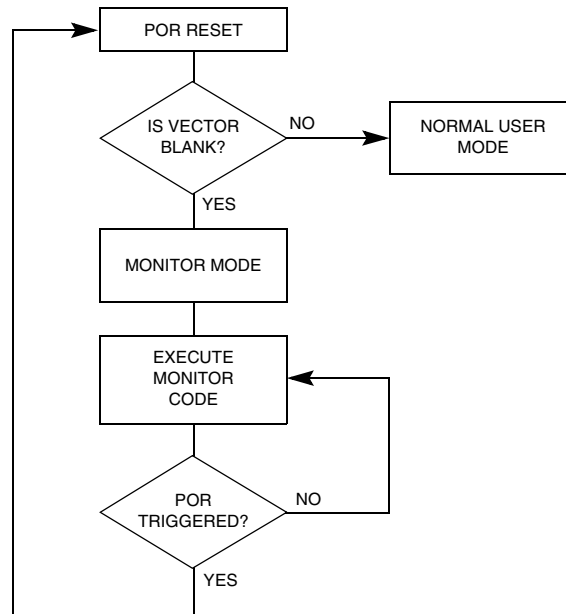 POR RESET
IS VECTOR
BLANK?
NO
NORMAL USER
MODE
YES
MONITOR MODE
EXECUTE
MONITOR
CODE
POR
TRIGGERED?
NO
YES